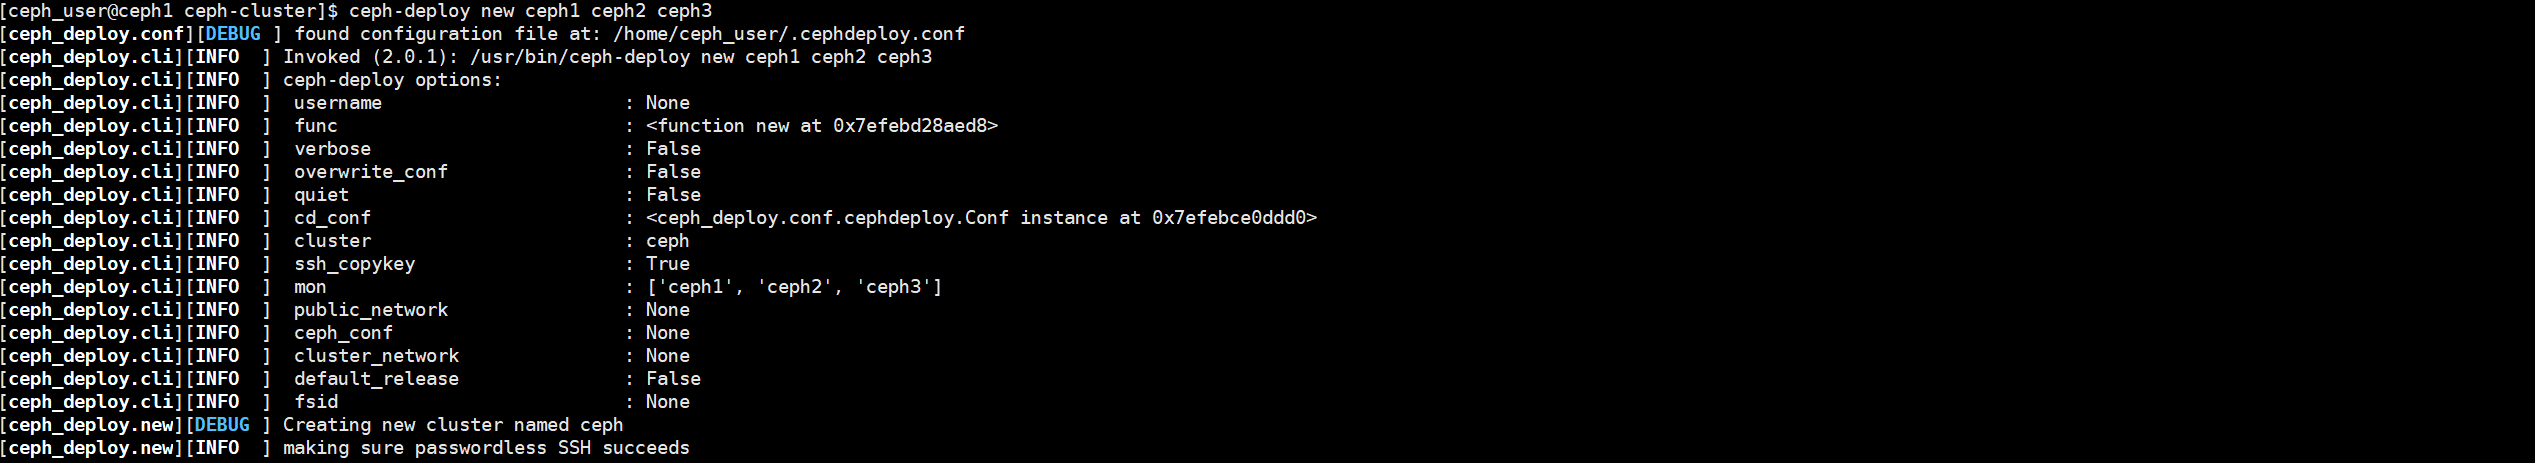 [ceph_user@ceph1 ceph-cluster]$ ceph-deploy new ceph1 ceph2 ceph3
[ceph_deploy.conf][DEBUG ] found configuration file at: /home/ceph_user/.cephdeploy.conf
[ceph_deploy.cli][INFO  ] Invoked (2.0.1): /usr/bin/ceph-deploy new ceph1 ceph2 ceph3
[ceph_deploy.cli][INFO  ] ceph-deploy options:
[ceph_deploy.cli][INFO  ]  username                      : None
[ceph_deploy.cli][INFO  ]  func                          : <function new at 0x7efebd28aed8>
[ceph_deploy.cli][INFO  ]  verbose                       : False
[ceph_deploy.cli][INFO  ]  overwrite_conf                : False
[ceph_deploy.cli][INFO  ]  quiet                         : False
[ceph_deploy.cli][INFO  ]  cd_conf                       : <ceph_deploy.conf.cephdeploy.Conf instance at 0x7efebce0ddd0>
[ceph_deploy.cli][INFO  ]  cluster                       : ceph
[ceph_deploy.cli][INFO  ]  ssh_copykey                   : True
[ceph_deploy.cli][INFO  ]  mon                           : ['ceph1', 'ceph2', 'ceph3']
[ceph_deploy.cli][INFO  ]  public_network                : None
[ceph_deploy.cli][INFO  ]  ceph_conf                     : None
[ceph_deploy.cli][INFO  ]  cluster_network               : None
[ceph_deploy.cli][INFO  ]  default_release               : False
[ceph_deploy.cli][INFO  ]  fsid                          : None
[ceph_deploy.new][DEBUG ] Creating new cluster named ceph
[ceph_deploy.new][INFO  ] making sure passwordless SSH succeeds